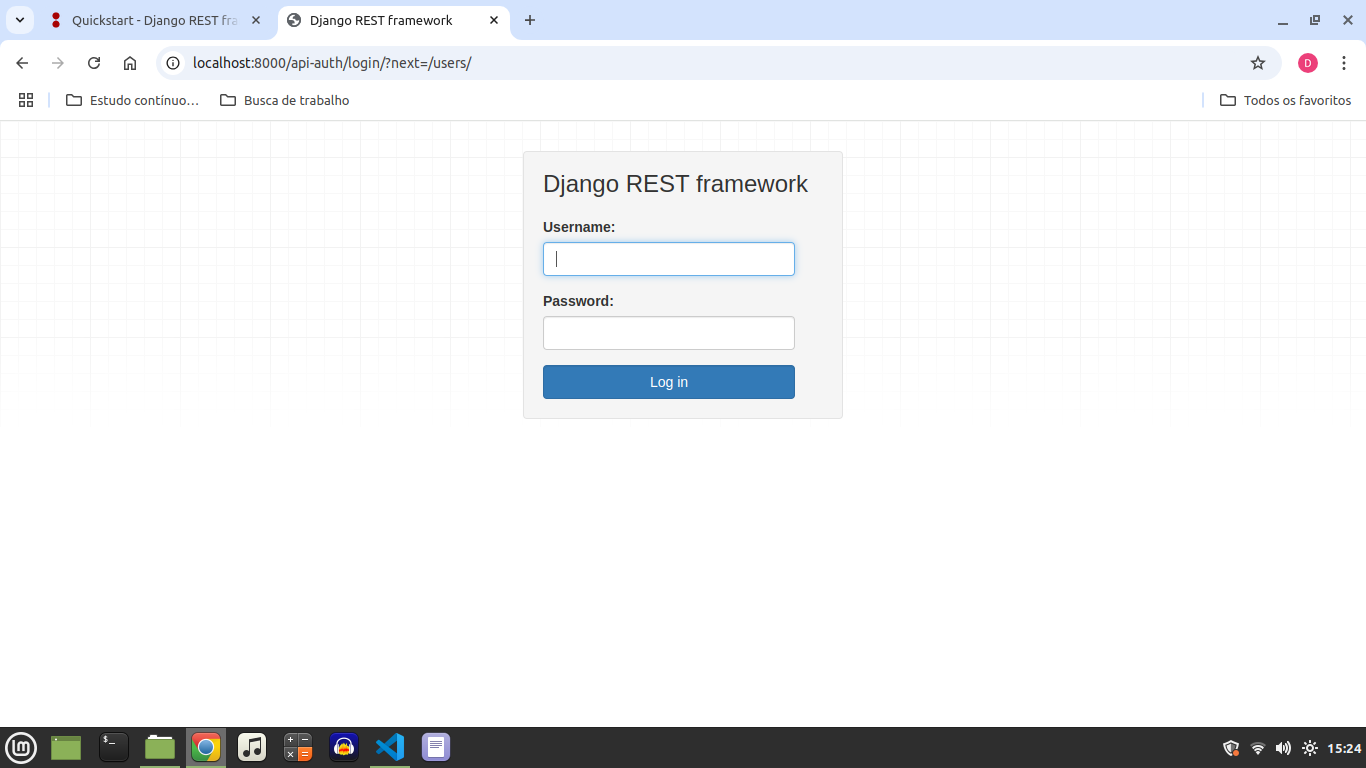 Quickstart - Django REST fra
Django REST framework
localhost:8000/api-auth/login/?next=/users/
D
Estudo contínuo…
Busca de trabalho
Todos os favoritos
Django REST framework
Username:
Password:
Log in
15:24